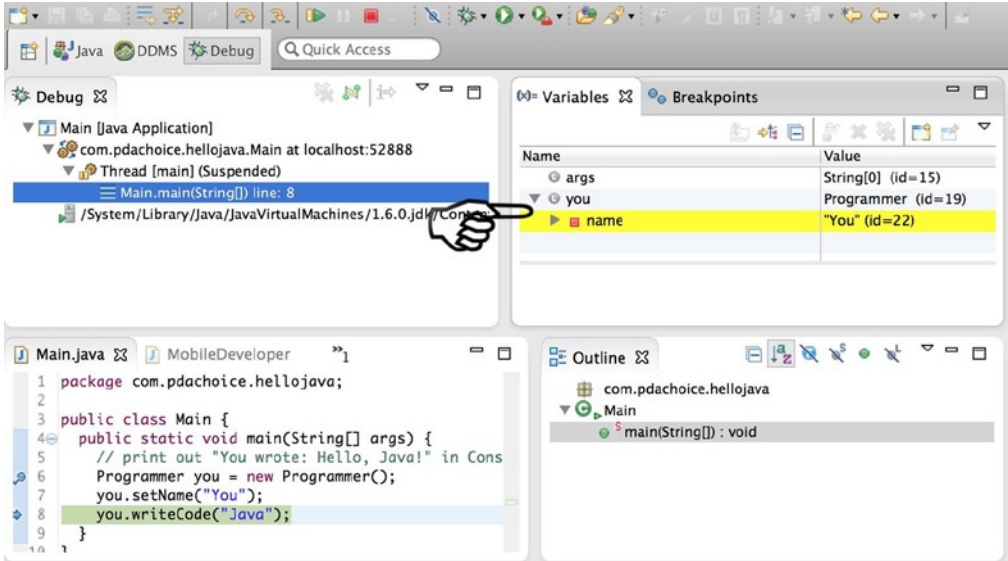 Java DDMS Debug Quick Access
Debug
Main [Java Application]
com.pdachoice.hellojava.Main at localhost:52888
Thread [main] (Suspended)
Main.main(String[]) line: 8
/System/Library/Java/JavaVirtualMachines/1.6.0.jdk/
(x)= Variables Breakpoints
Name Value
args String[0] (id=15)
you Programmer (id=19)
name "You" (id=22)
Main.java MobileDeveloper »1
1 package com.pdachoice.hellojava;
2
3 public class Main {
4 public static void main(String[] args) {
5 // print out "You wrote: Hello, Java!" in Cons
6 Programmer you = new Programmer();
7 you.setName("You");
8 you.writeCode("Java");
9 }
10 }
Outline
com.pdachoice.hellojava
Main
main(String[]) : void